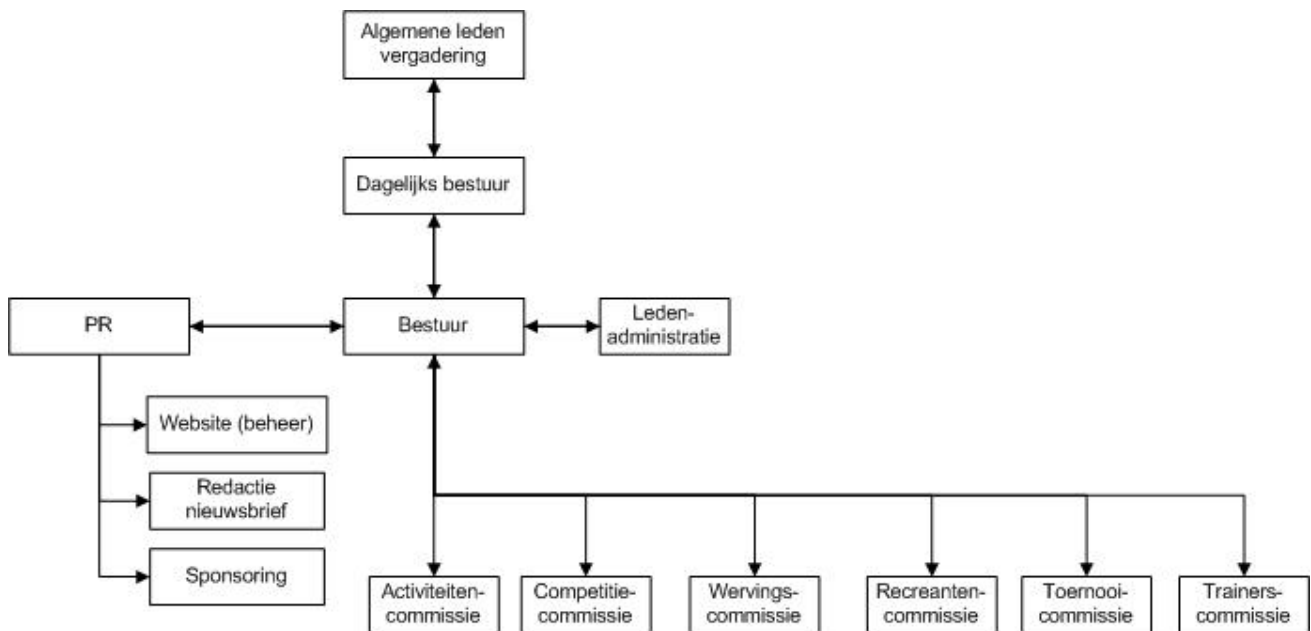 Algemene leden
vergadering
Dagelijks bestuur
PR
Bestuur
Leden-
administratie
Website (beheer)
Redactie
nieuwsbrief
Sponsoring
Activiteiten-
commissie
Competitie-
commissie
Wervings-
commissie
Recreanten-
commissie
Toernooi-
commissie
Trainers-
commissie